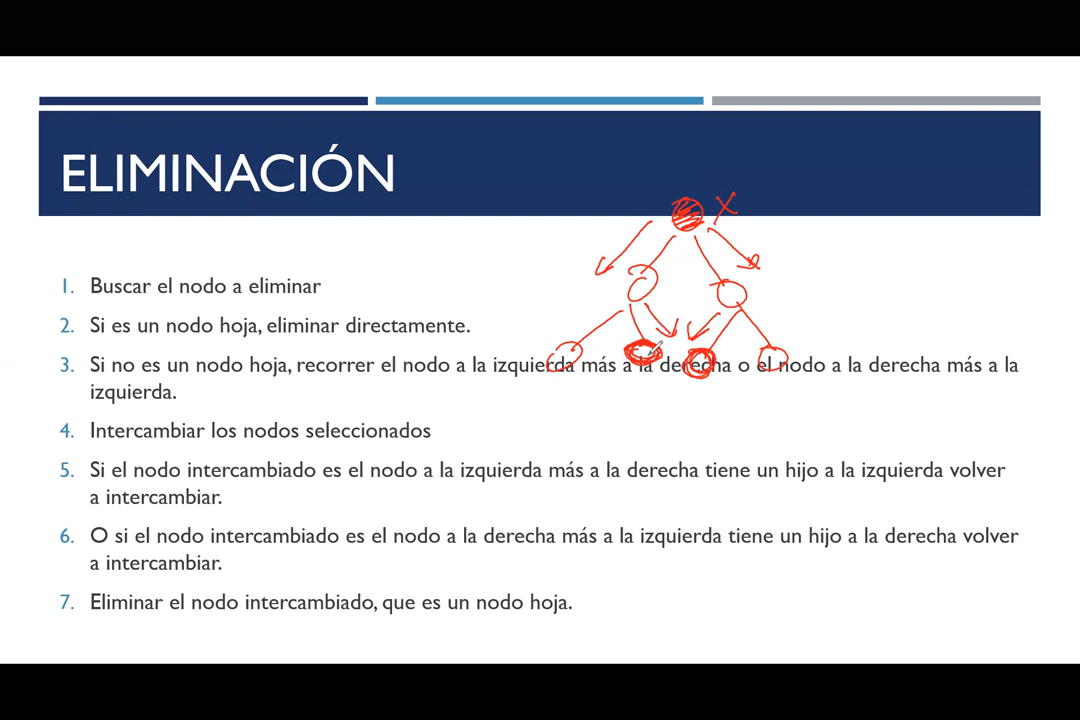 ELIMINACIÓN
X
1. Buscar el nodo a eliminar
2. Si es un nodo hoja, eliminar directamente.
3. Si no es un nodo hoja, recorrer el nodo a la izquierda más a la derecha o el nodo a la derecha más a la
izquierda.
4. Intercambiar los nodos seleccionados
5. Si el nodo intercambiado es el nodo a la izquierda más a la derecha tiene un hijo a la izquierda volver
a intercambiar.
6. O si el nodo intercambiado es el nodo a la derecha más a la izquierda tiene un hijo a la derecha volver
a intercambiar.
7. Eliminar el nodo intercambiado, que es un nodo hoja.